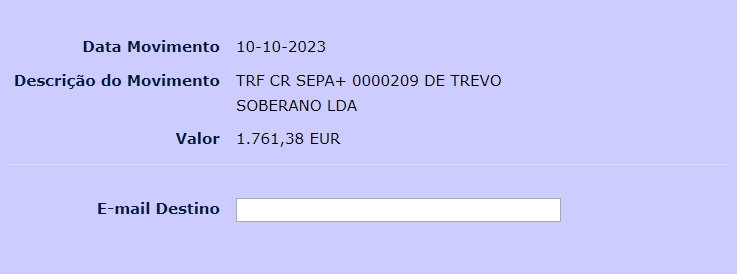 Data Movimento 10-10-2023
Descrição do Movimento TRF CR SEPA+ 0000209 DE TREVO
SOBERANO LDA
Valor 1.761,38 EUR
E-mail Destino